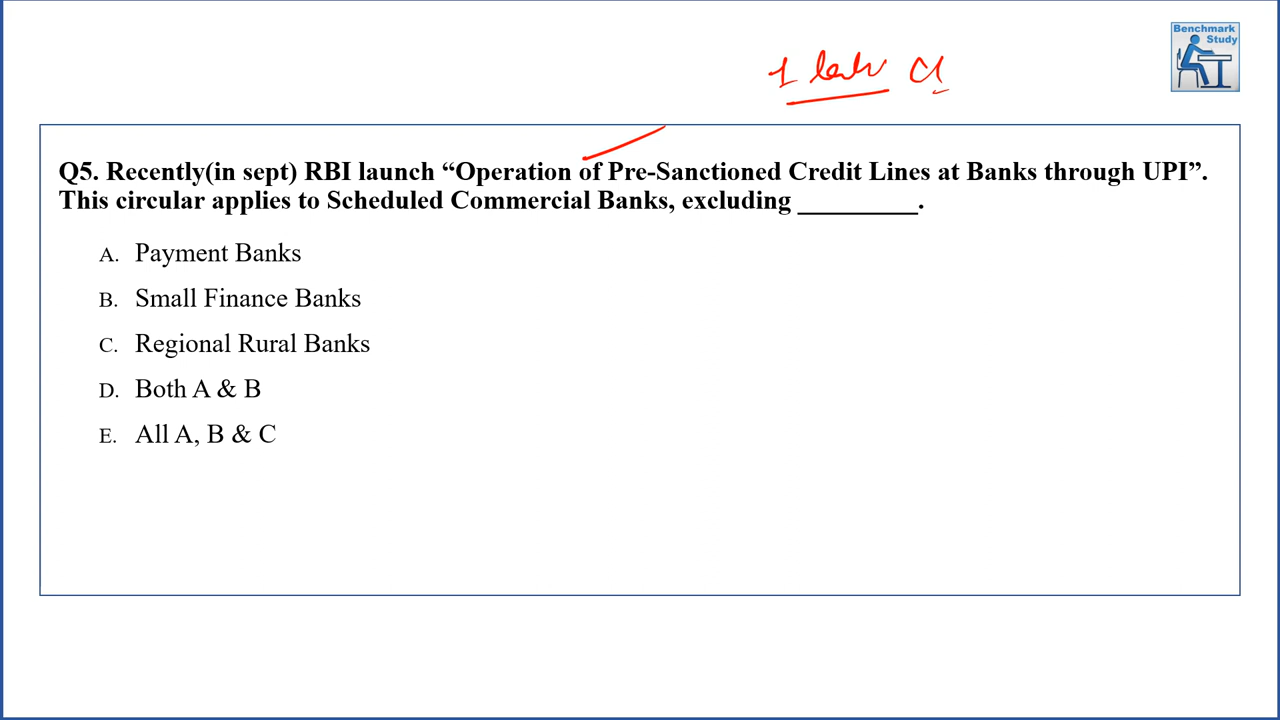 Benchmark
Study
1 lakh cr
Q5. Recently(in sept) RBI launch “Operation of Pre-Sanctioned Credit Lines at Banks through UPI”.
This circular applies to Scheduled Commercial Banks, excluding _________.
A. Payment Banks
B. Small Finance Banks
C. Regional Rural Banks
D. Both A & B
E. All A, B & C